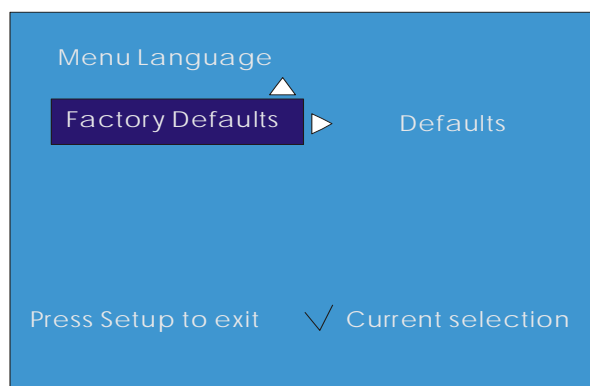 Menu Language
Factory Defaults Defaults
Press Setup to exit Current selection